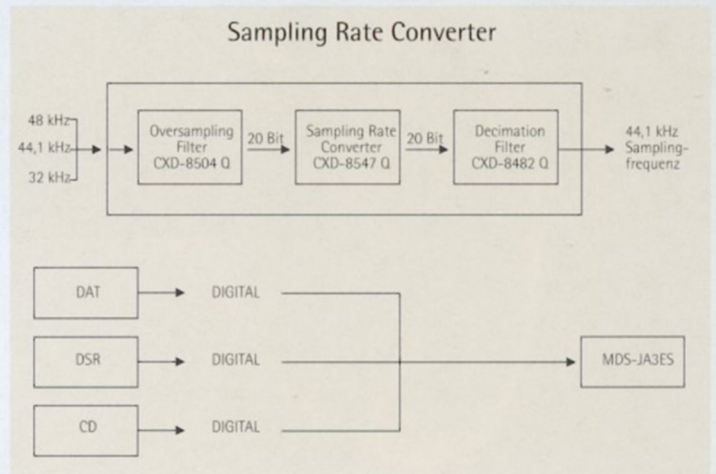 Sampling Rate Converter
48 kHz
44,1 kHz
32 kHz
Oversampling
Filter
CXD-8504 Q
20 Bit
Sampling Rate
Converter
CXD-8547 Q
20 Bit
Decimation
Filter
CXD-8482 Q
44,1 kHz
Sampling-
frequenz
DAT
DIGITAL
DSR
DIGITAL
MDS-JA3ES
CD
DIGITAL